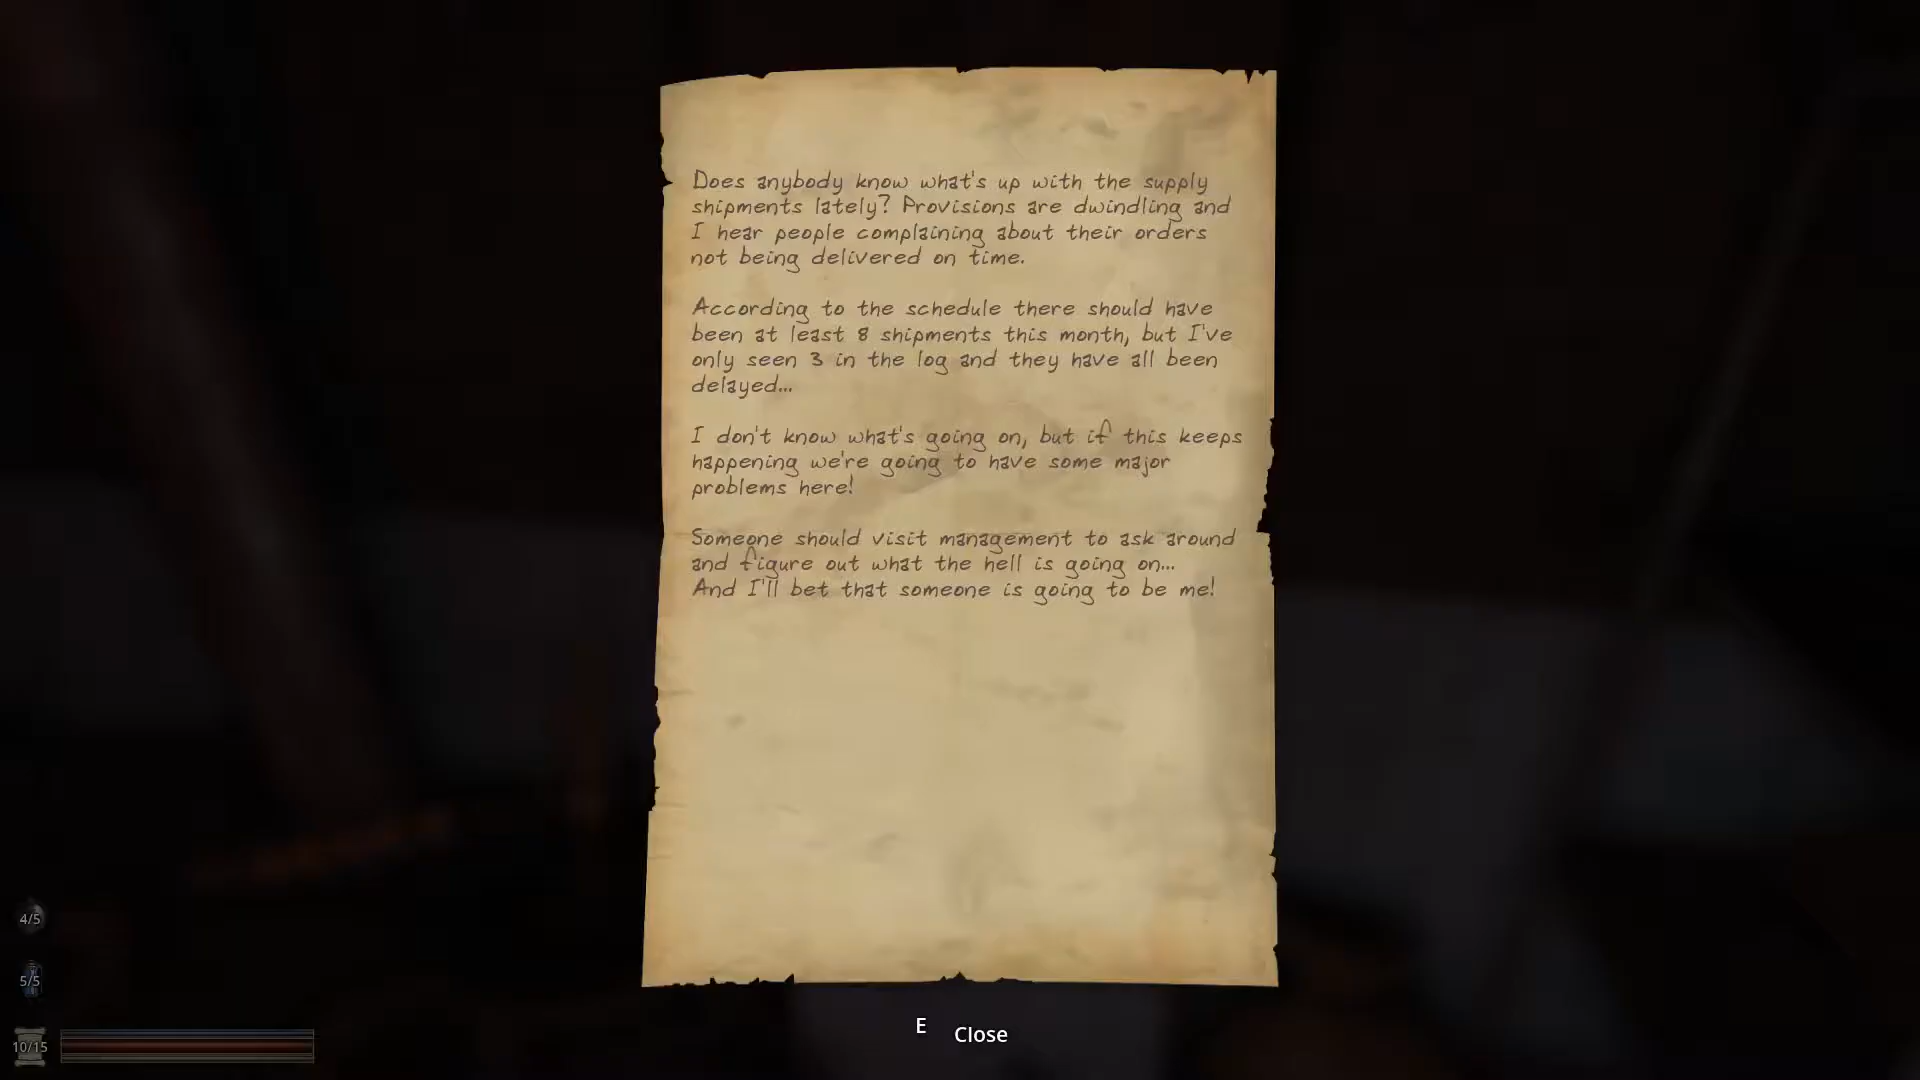 Does anybody know what's up with the supply
shipments lately? Provisions are dwindling and
I hear people complaining about their orders
not being delivered on time.
According to the schedule there should have
been at least 8 shipments this month, but I've
only seen 3 in the log and they have all been
delayed...
I don't know what's going on, but if this keeps
happening we're going to have some major
problems here!
Someone should visit management to ask around
and figure out what the hell is going on...
And I'll bet that someone is going to be me!
4/5
5/5
10/15
E Close